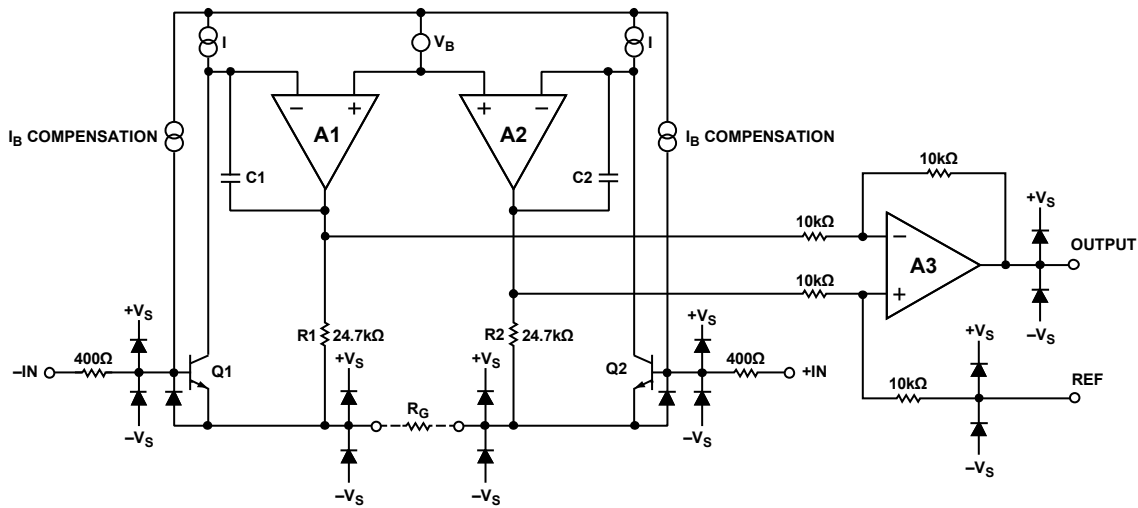 I
V_B
I
I_B COMPENSATION
A1
A2
I_B COMPENSATION
C1
C2
− +
+ −
10kΩ
+V_S
10kΩ
−
A3
OUTPUT
10kΩ
+
−V_S
R1 24.7kΩ
R2 24.7kΩ
+V_S
400Ω
−IN
Q1
−V_S
+V_S
R_G
−V_S
+V_S
−V_S
Q2
+V_S
400Ω
+IN
−V_S
10kΩ
+V_S
REF
−V_S